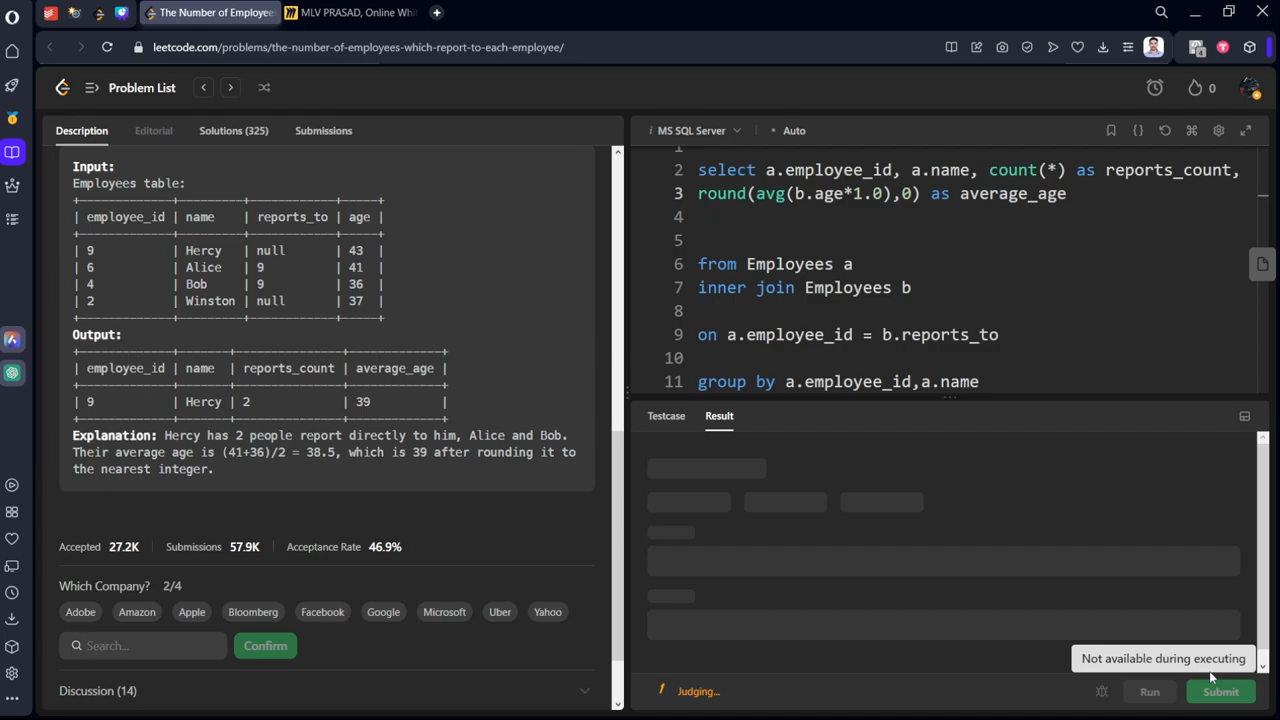 The Number of Employees
MLV PRASAD, Online Whit
leetcode.com/problems/the-number-of-employees-which-report-to-each-employee/
Problem List
0
Description
Editorial
Solutions (325)
Submissions
MS SQL Server
Auto
Input:
Employees table:
+-------------+---------+------------+-----+
| employee_id | name | reports_to | age |
+-------------+---------+------------+-----+
| 9 | Hercy | null | 43 |
| 6 | Alice | 9 | 41 |
| 4 | Bob | 9 | 36 |
| 2 | Winston | null | 37 |
+-------------+---------+------------+-----+
Output:
+-------------+-------+---------------+-------------+
| employee_id | name | reports_count | average_age |
+-------------+-------+---------------+-------------+
| 9 | Hercy | 2 | 39 |
+-------------+-------+---------------+-------------+
Explanation: Hercy has 2 people report directly to him, Alice and Bob.
Their average age is (41+36)/2 = 38.5, which is 39 after rounding it to
the nearest integer.
Accepted 27.2K
Submissions 57.9K
Acceptance Rate 46.9%
Which Company? 2/4
Adobe
Amazon
Apple
Bloomberg
Facebook
Google
Microsoft
Uber
Yahoo
Search...
Confirm
Discussion (14)
1
2 select a.employee_id, a.name, count(*) as reports_count,
3 round(avg(b.age*1.0),0) as average_age
4
5
6 from Employees a
7 inner join Employees b
8
9 on a.employee_id = b.reports_to
10
11 group by a.employee_id,a.name
Testcase
Result
Not available during executing
Judging...
Run
Submit